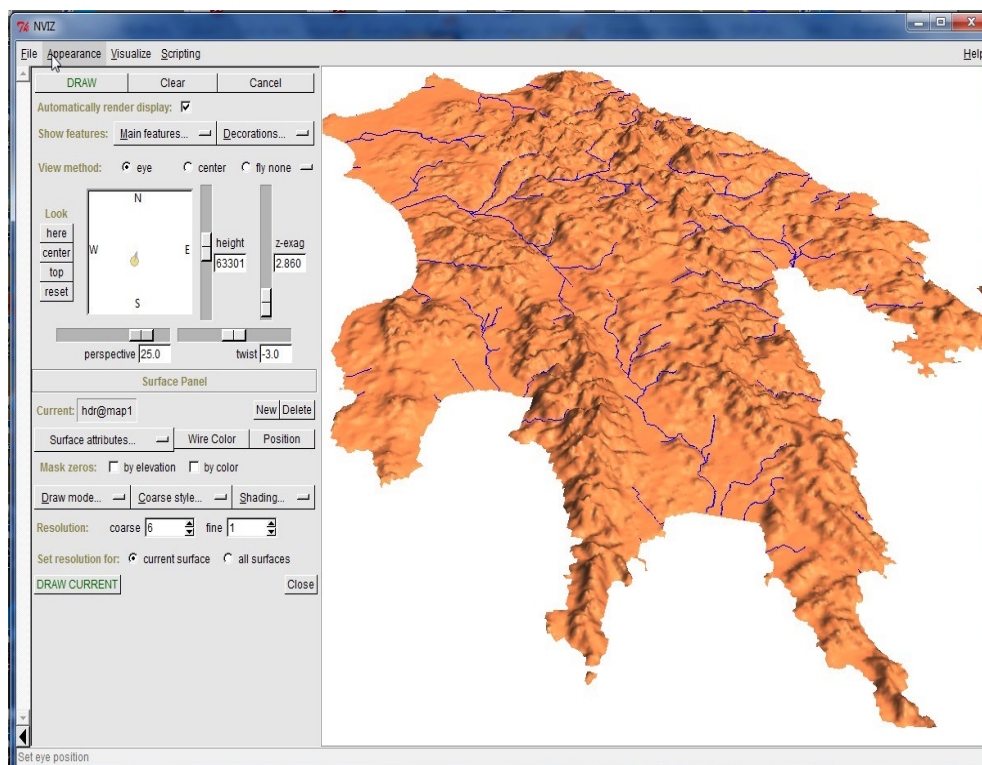 NVIZ
File Appearance Visualize Scripting Help
DRAW Clear Cancel
Automatically render display:
Show features: Main features... Decorations...
View method: eye center fly none
N
Look
here
W E height z-exag
center 63301 2.860
top
reset
S
perspective 25.0 twist -3.0
Surface Panel
Current: hdr@map1 New Delete
Surface attributes... Wire Color Position
Mask zeros: by elevation by color
Draw mode... Coarse style... Shading...
Resolution: coarse 6 fine 1
Set resolution for: current surface all surfaces
DRAW CURRENT Close
Set eye position